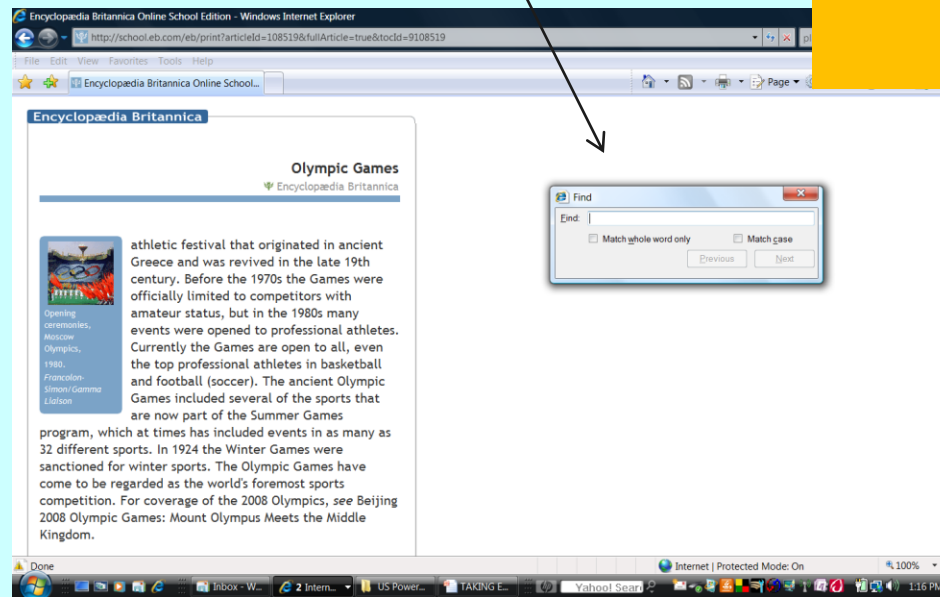 Encyclopædia Britannica Online School Edition - Windows Internet Explorer
http://school.eb.com/eb/print?articleId=108519&fullArticle=true&tocId=9108519
File Edit View Favorites Tools Help
Encyclopædia Britannica Online School...
Page
Encyclopædia Britannica
Olympic Games
Encyclopædia Britannica
athletic festival that originated in ancient
Greece and was revived in the late 19th
century. Before the 1970s the Games were
officially limited to competitors with
amateur status, but in the 1980s many
events were opened to professional athletes.
Currently the Games are open to all, even
the top professional athletes in basketball
and football (soccer). The ancient Olympic
Games included several of the sports that
are now part of the Summer Games
program, which at times has included events in as many as
32 different sports. In 1924 the Winter Games were
sanctioned for winter sports. The Olympic Games have
come to be regarded as the world's foremost sports
competition. For coverage of the 2008 Olympics, see Beijing
2008 Olympic Games: Mount Olympus Meets the Middle
Kingdom.
Opening
ceremonies,
Moscow
Olympics,
1980.
Francolon-
Simon/Gamma
Liaison
Find
Find:
Match whole word only Match case
Previous Next
Done Internet | Protected Mode: On 100%
Inbox - W... 2 Intern... US Power... TAKING E... Yahoo! Sear 1:16 PM